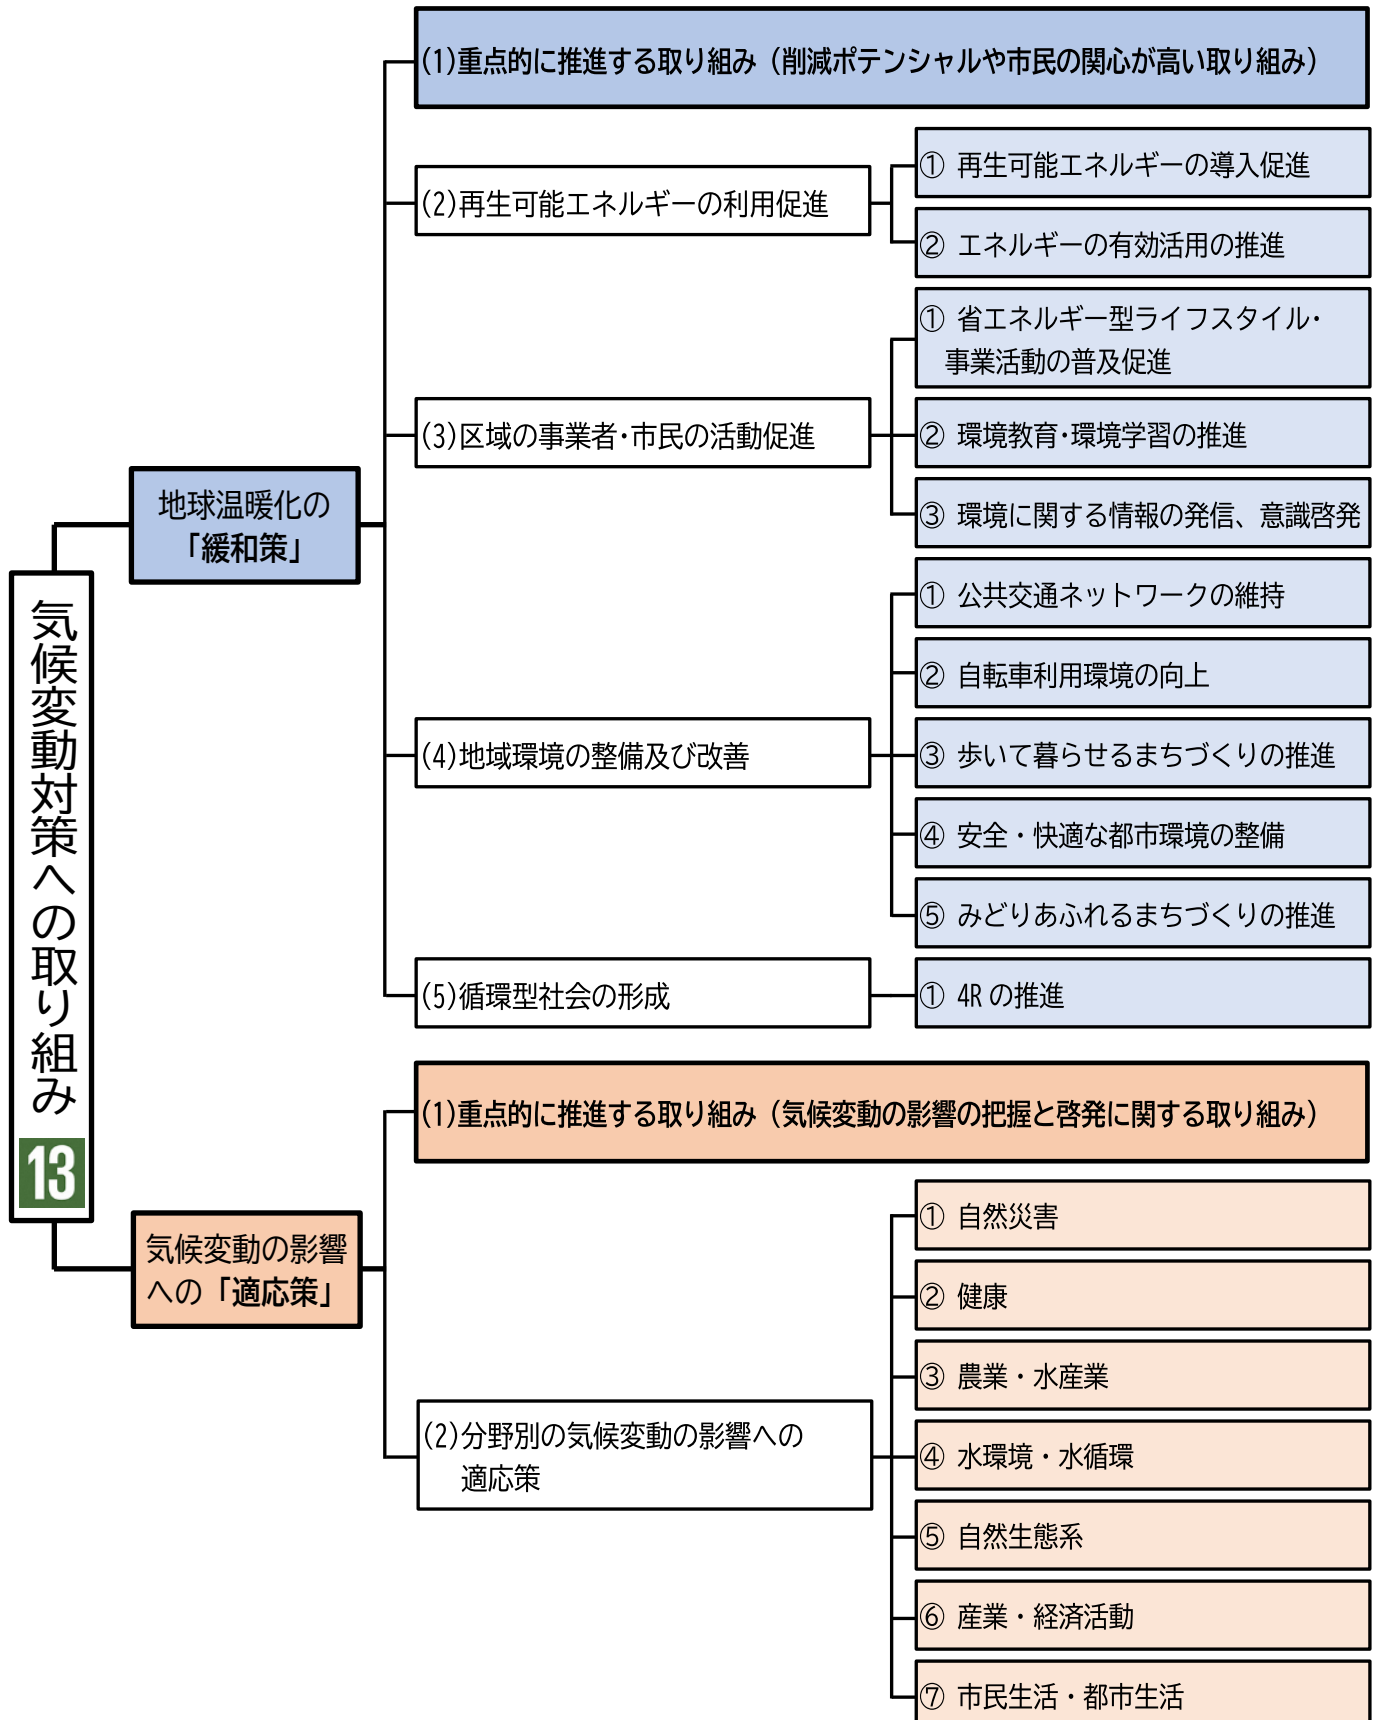 気候変動対策への取り組み
13
地球温暖化の
「緩和策」
(1)重点的に推進する取り組み（削減ポテンシャルや市民の関心が高い取り組み）
(2)再生可能エネルギーの利用促進
① 再生可能エネルギーの導入促進
② エネルギーの有効活用の推進
(3)区域の事業者･市民の活動促進
① 省エネルギー型ライフスタイル･
事業活動の普及促進
② 環境教育･環境学習の推進
③ 環境に関する情報の発信、意識啓発
(4)地域環境の整備及び改善
① 公共交通ネットワークの維持
② 自転車利用環境の向上
③ 歩いて暮らせるまちづくりの推進
④ 安全・快適な都市環境の整備
⑤ みどりあふれるまちづくりの推進
(5)循環型社会の形成
① 4R の推進
気候変動の影響
への「適応策」
(1)重点的に推進する取り組み（気候変動の影響の把握と啓発に関する取り組み）
(2)分野別の気候変動の影響への
適応策
① 自然災害
② 健康
③ 農業・水産業
④ 水環境・水循環
⑤ 自然生態系
⑥ 産業・経済活動
⑦ 市民生活・都市生活